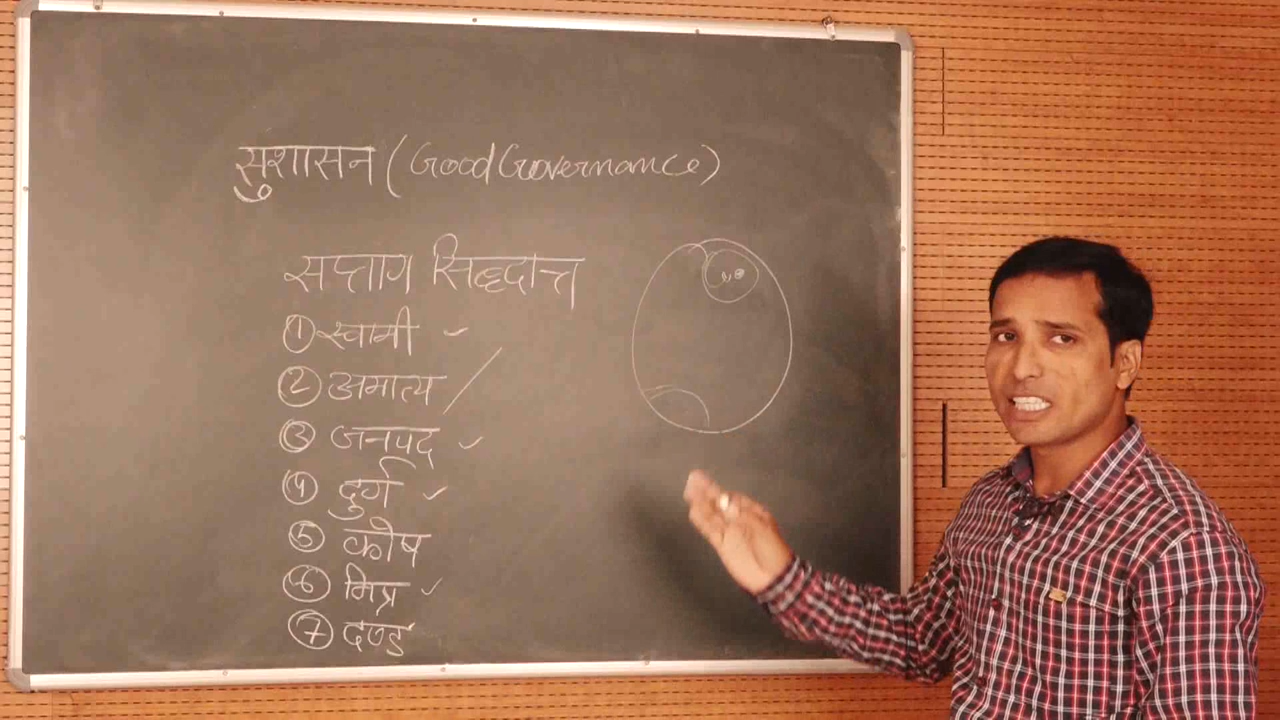 सुशासन (Good Governance)
सप्ताग सिद्धान्त
① स्वामी
② अमात्य
③ जनपद
④ दुर्ग
⑤ कोष
⑥ मित्र
⑦ दण्ड